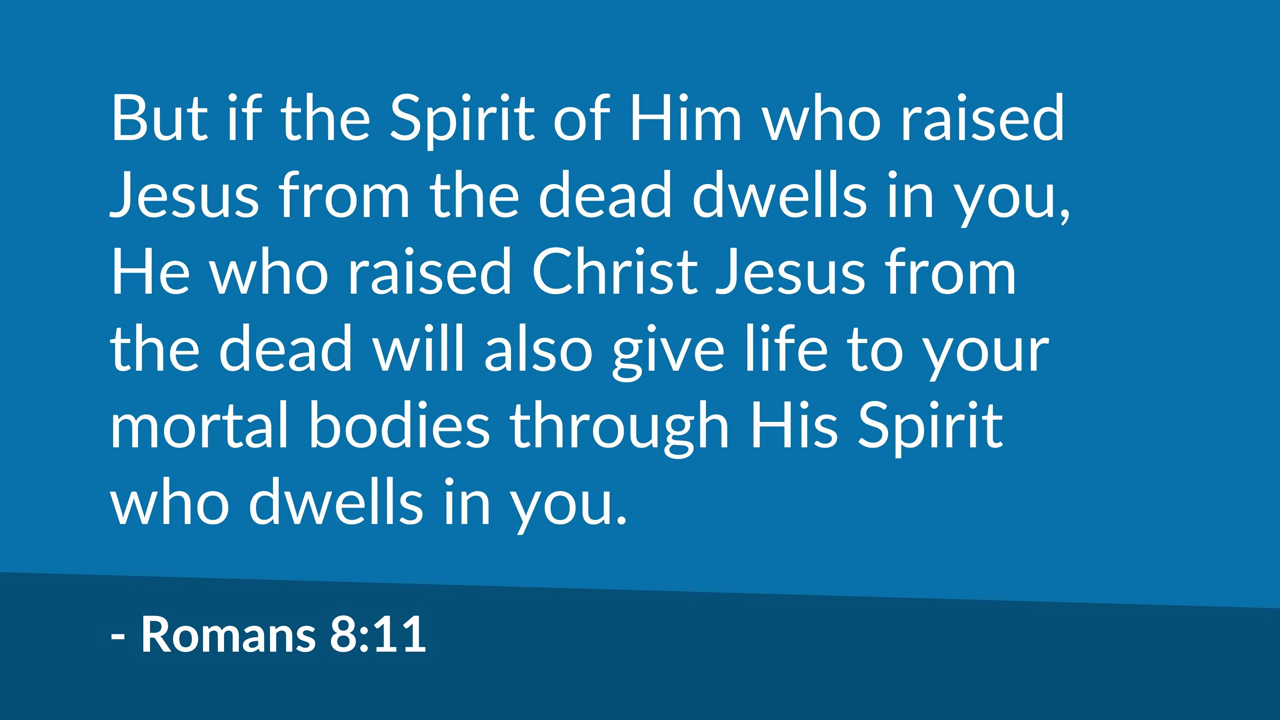 But if the Spirit of Him who raised
Jesus from the dead dwells in you,
He who raised Christ Jesus from
the dead will also give life to your
mortal bodies through His Spirit
who dwells in you.
- Romans 8:11